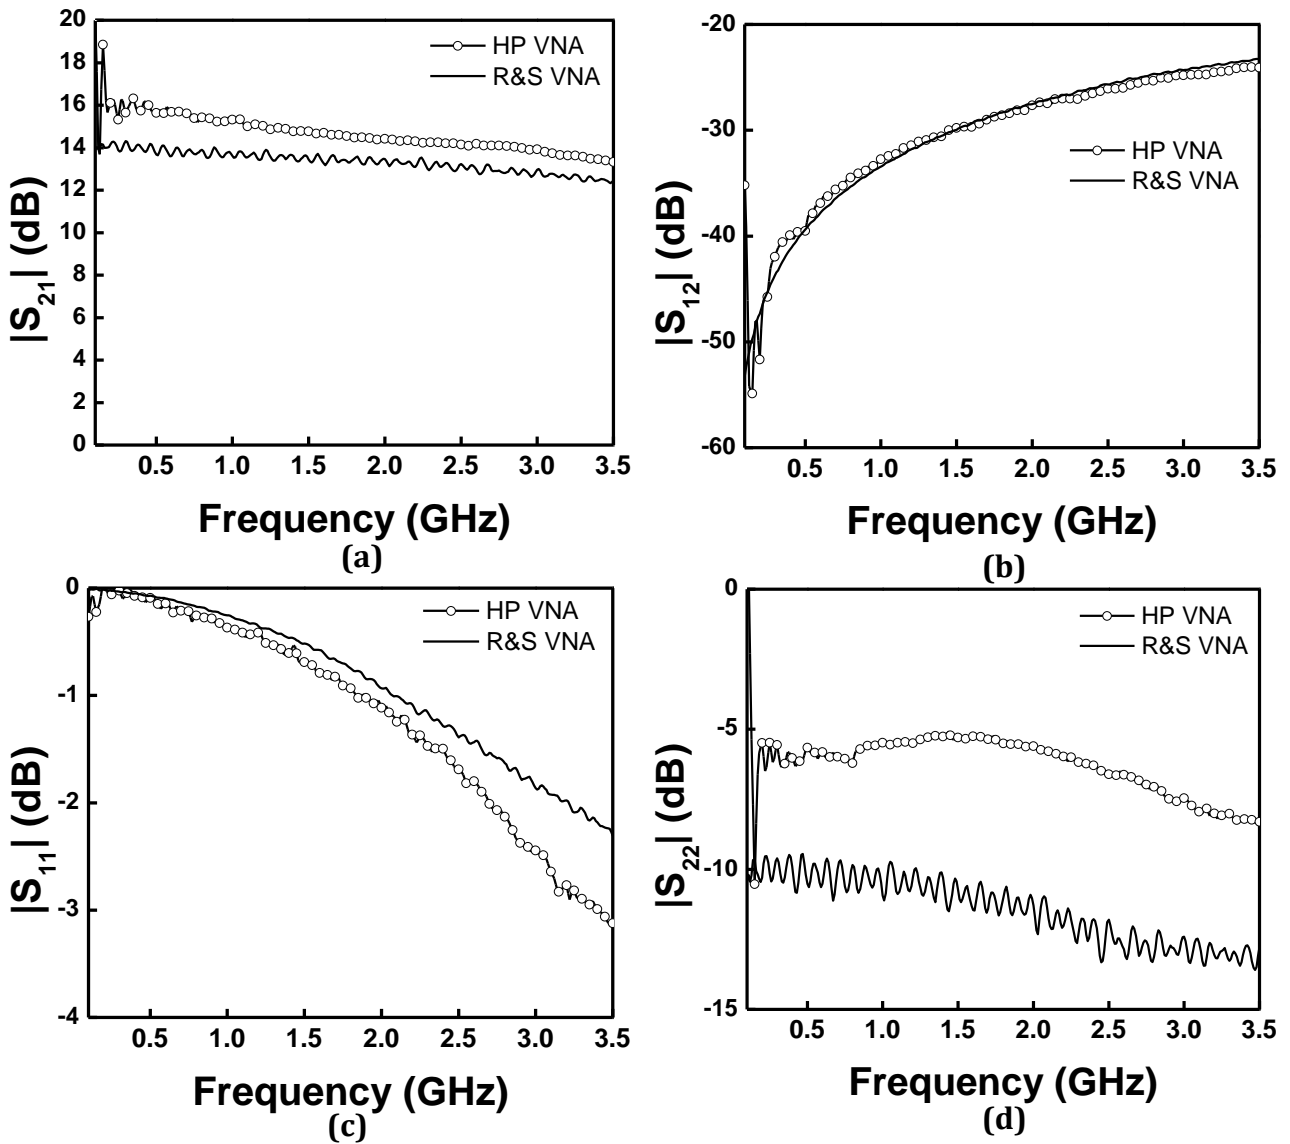 20
18
16
14
12
10
8
6
4
2
0
|S21| (dB)
HP VNA
R&S VNA
0.5 1.0 1.5 2.0 2.5 3.0 3.5
Frequency (GHz)
(a)
-20
-30
-40
-50
-60
|S12| (dB)
HP VNA
R&S VNA
0.5 1.0 1.5 2.0 2.5 3.0 3.5
Frequency (GHz)
(b)
0
-1
-2
-3
-4
|S11| (dB)
HP VNA
R&S VNA
0.5 1.0 1.5 2.0 2.5 3.0 3.5
Frequency (GHz)
(c)
0
-5
-10
-15
|S22| (dB)
HP VNA
R&S VNA
0.5 1.0 1.5 2.0 2.5 3.0 3.5
Frequency (GHz)
(d)